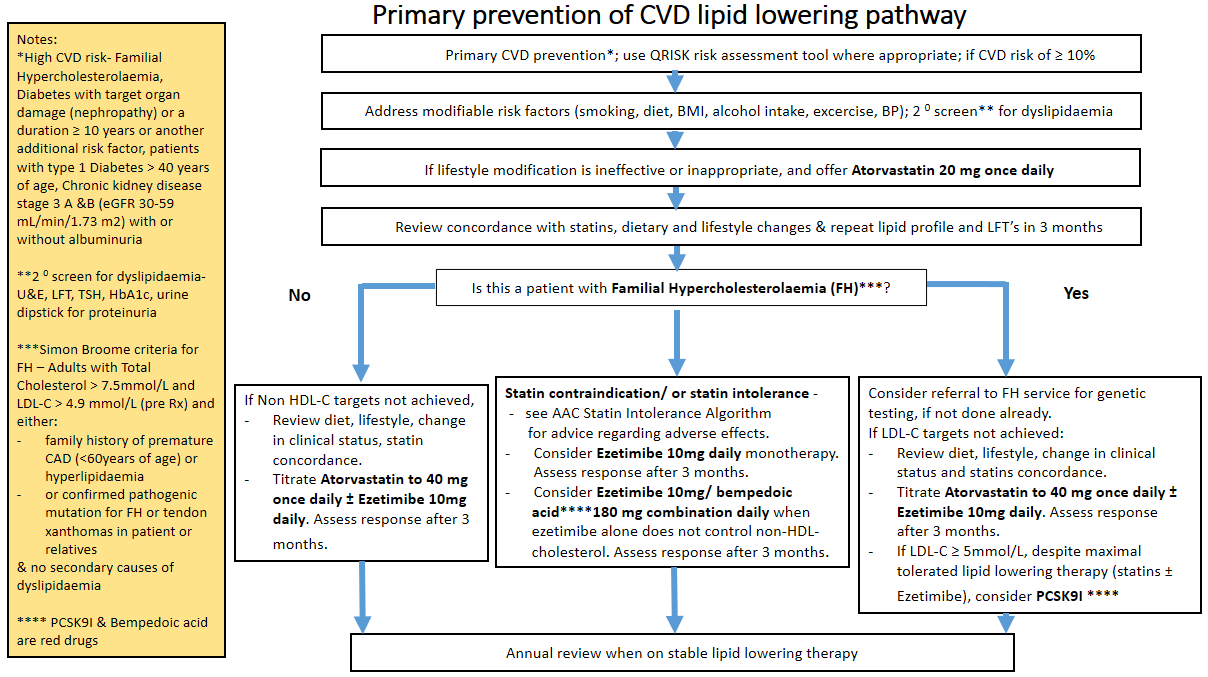 Primary prevention of CVD lipid lowering pathway
Notes:
*High CVD risk- Familial
Hypercholesterolaemia,
Diabetes with target organ
damage (nephropathy) or a
duration ≥ 10 years or another
additional risk factor, patients
with type 1 Diabetes > 40 years
of age, Chronic kidney disease
stage 3 A &B (eGFR 30-59
mL/min/1.73 m2) with or
without albuminuria
**2 ⁰ screen for dyslipidaemia-
U&E, LFT, TSH, HbA1c, urine
dipstick for proteinuria
***Simon Broome criteria for
FH – Adults with Total
Cholesterol > 7.5mmol/L and
LDL-C > 4.9 mmol/L (pre Rx) and
either:
- family history of premature
CAD (<60years of age) or
hyperlipidaemia
- or confirmed pathogenic
mutation for FH or tendon
xanthomas in patient or
relatives
& no secondary causes of
dyslipidaemia
**** PCSK9I & Bempedoic acid
are red drugs
Primary CVD prevention*; use QRISK risk assessment tool where appropriate; if CVD risk of ≥ 10%
Address modifiable risk factors (smoking, diet, BMI, alcohol intake, excercise, BP); 2 ⁰ screen** for dyslipidaemia
If lifestyle modification is ineffective or inappropriate, and offer Atorvastatin 20 mg once daily
Review concordance with statins, dietary and lifestyle changes & repeat lipid profile and LFT's in 3 months
Is this a patient with Familial Hypercholesterolaemia (FH)***?
No
Yes
If Non HDL-C targets not achieved,
- Review diet, lifestyle, change
in clinical status, statin
concordance.
- Titrate Atorvastatin to 40 mg
once daily ± Ezetimibe 10mg
daily. Assess response after 3
months.
Statin contraindication/ or statin intolerance -
- see AAC Statin Intolerance Algorithm
for advice regarding adverse effects.
- Consider Ezetimibe 10mg daily monotherapy.
Assess response after 3 months.
- Consider Ezetimibe 10mg/ bempedoic
acid****180 mg combination daily when
ezetimibe alone does not control non-HDL-
cholesterol. Assess response after 3 months.
Consider referral to FH service for genetic
testing, if not done already.
If LDL-C targets not achieved:
- Review diet, lifestyle, change in clinical
status and statins concordance.
- Titrate Atorvastatin to 40 mg once daily ±
Ezetimibe 10mg daily. Assess response
after 3 months.
- If LDL-C ≥ 5mmol/L, despite maximal
tolerated lipid lowering therapy (statins ±
Ezetimibe), consider PCSK9I ****
Annual review when on stable lipid lowering therapy